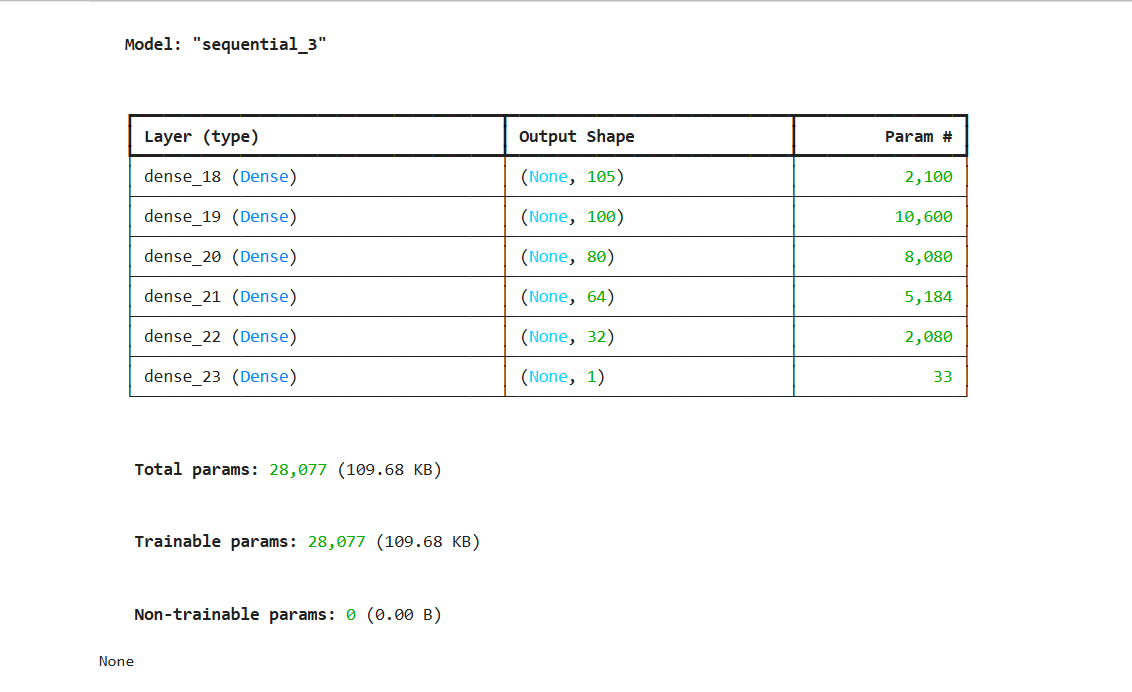 Model: "sequential_3"
Layer (type) Output Shape Param #
dense_18 (Dense) (None, 105) 2,100
dense_19 (Dense) (None, 100) 10,600
dense_20 (Dense) (None, 80) 8,080
dense_21 (Dense) (None, 64) 5,184
dense_22 (Dense) (None, 32) 2,080
dense_23 (Dense) (None, 1) 33
Total params: 28,077 (109.68 KB)
Trainable params: 28,077 (109.68 KB)
Non-trainable params: 0 (0.00 B)
None